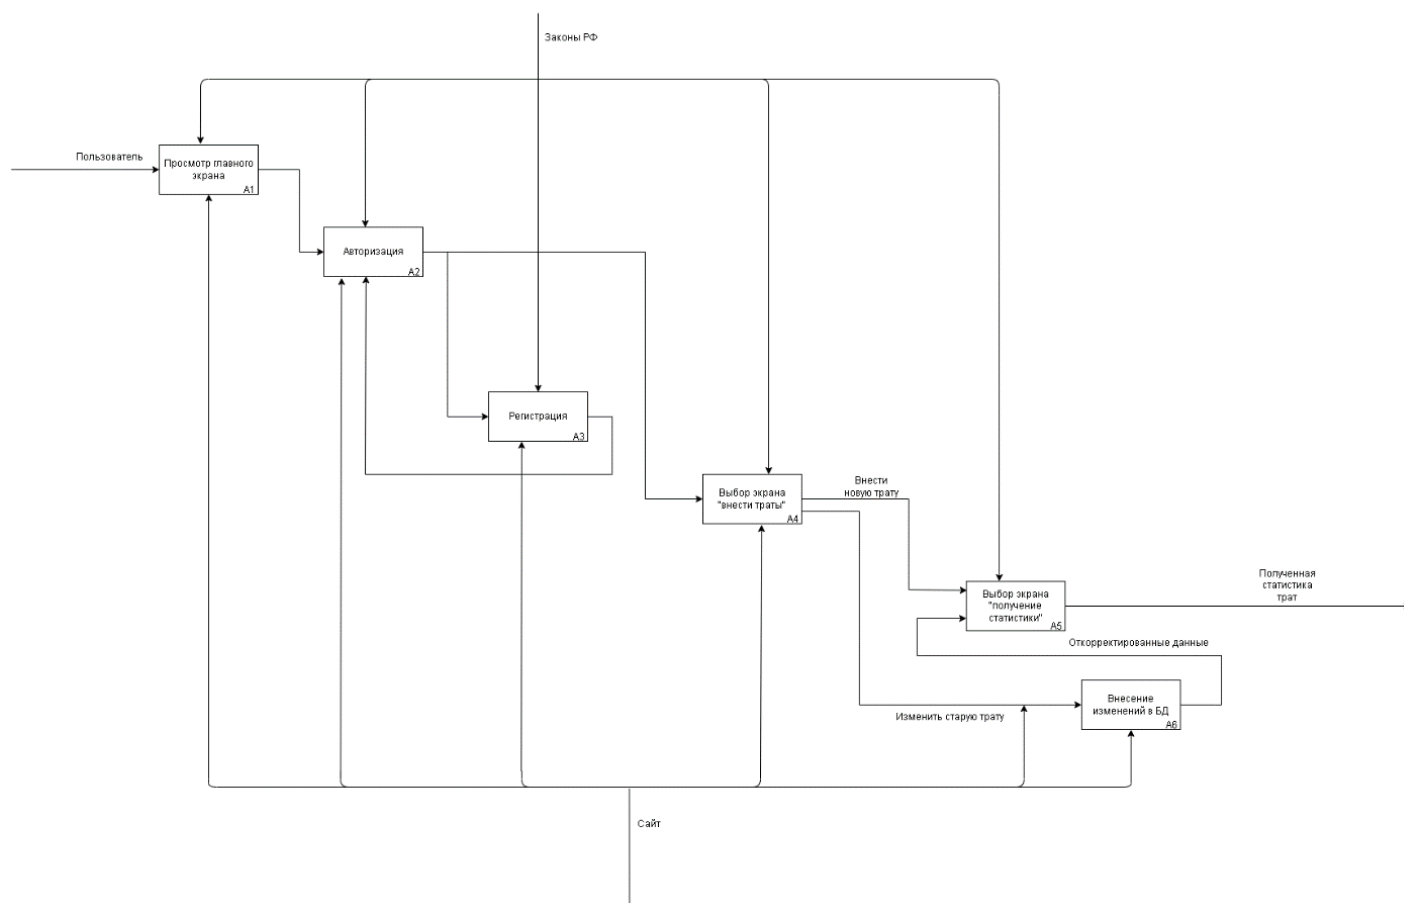 Законы РФ
Пользователь
Просмотр главного
экрана
A1
Авторизация
A2
Регистрация
A3
Выбор экрана
"внести траты"
A4
Внести
новую трату
Выбор экрана
"получение
статистики"
A5
Полученная
статистика
трат
Откорректированные данные
Изменить старую трату
Внесение
изменений в БД
A6
Сайт